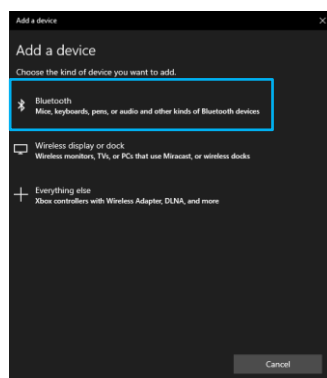 Add a device
Add a device
Choose the kind of device you want to add.
Bluetooth
Mice, keyboards, pens, or audio and other kinds of Bluetooth devices
Wireless display or dock
Wireless monitors, TVs, or PCs that use Miracast, or wireless docks
Everything else
Xbox controllers with Wireless Adapter, DLNA, and more
Cancel